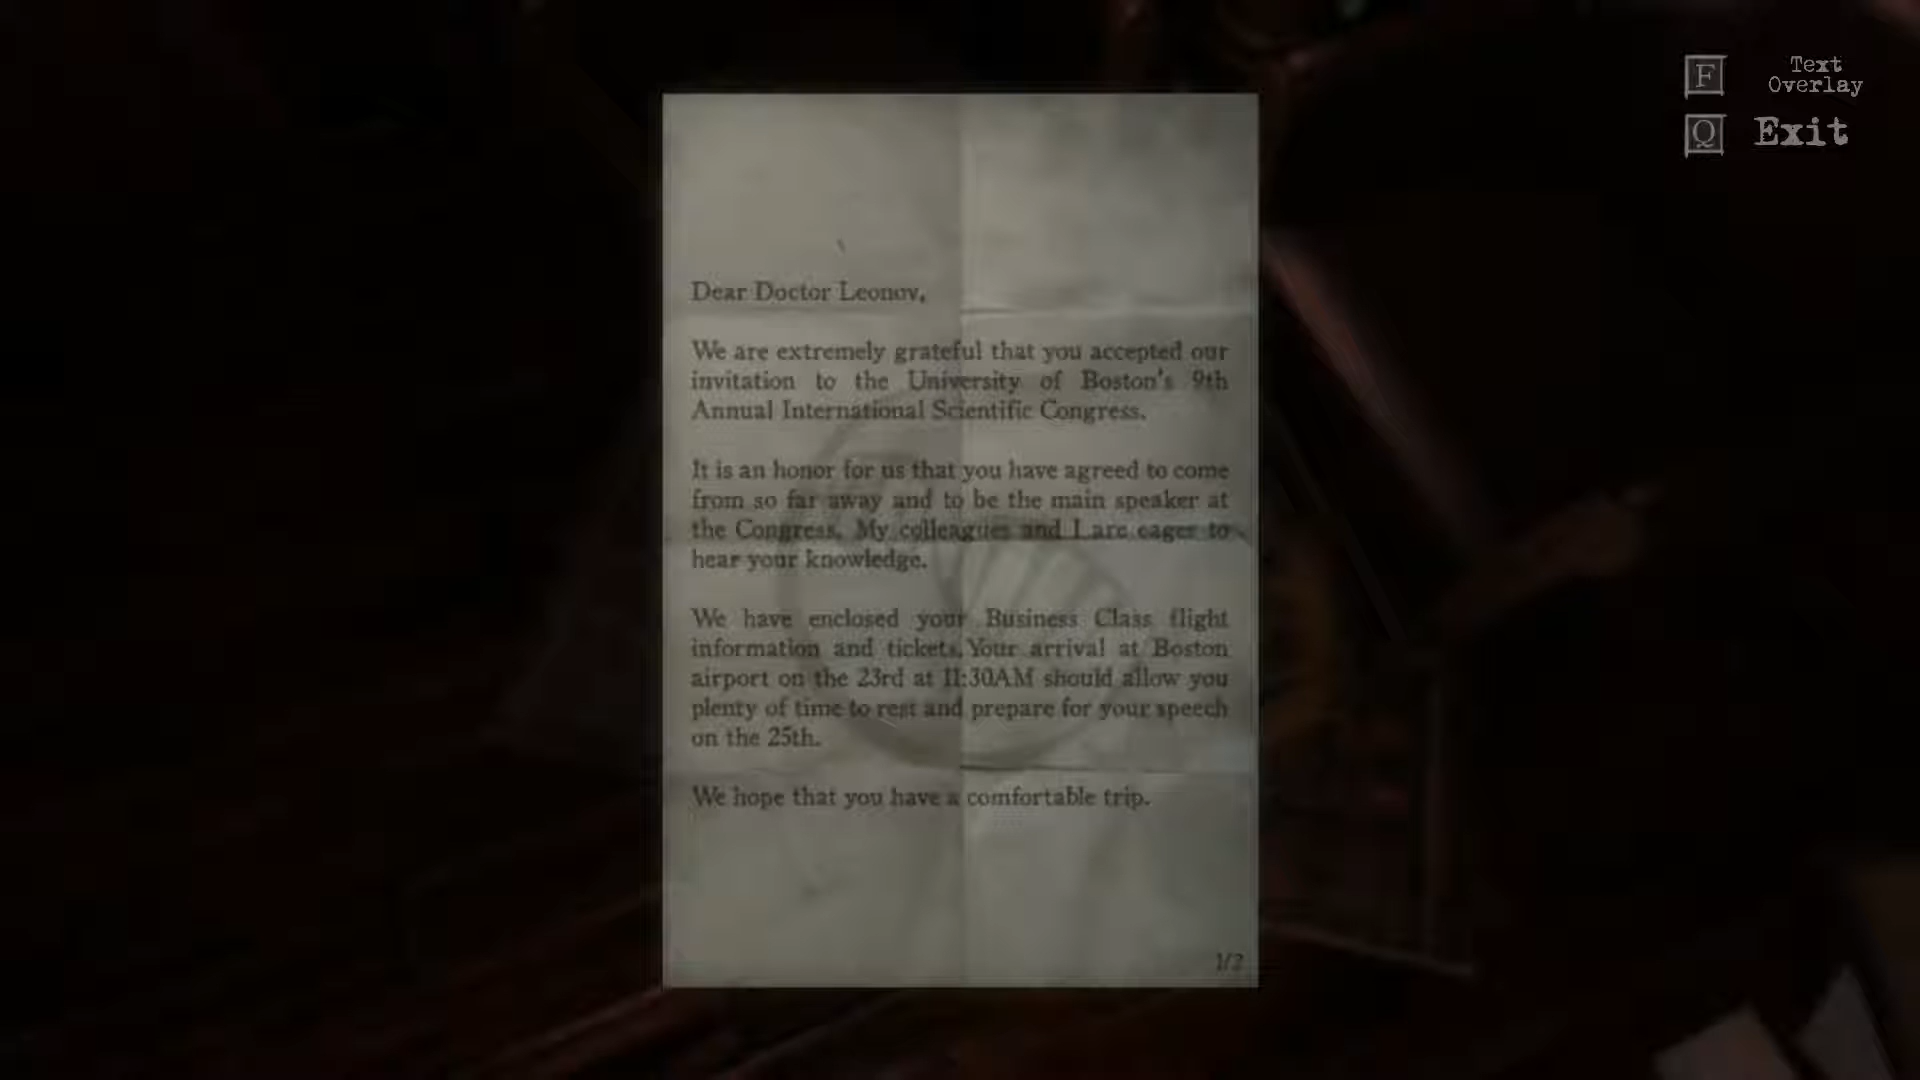 F Text Overlay
Q Exit
Dear Doctor Leonov,
We are extremely grateful that you accepted our
invitation to the University of Boston's 9th
Annual International Scientific Congress.
It is an honor for us that you have agreed to come
from so far away and to be the main speaker at
the Congress. My colleagues and I are eager to
hear your knowledge.
We have enclosed your Business Class flight
information and tickets. Your arrival at Boston
airport on the 23rd at 11:30AM should allow you
plenty of time to rest and prepare for your speech
on the 25th.
We hope that you have a comfortable trip.
1/2